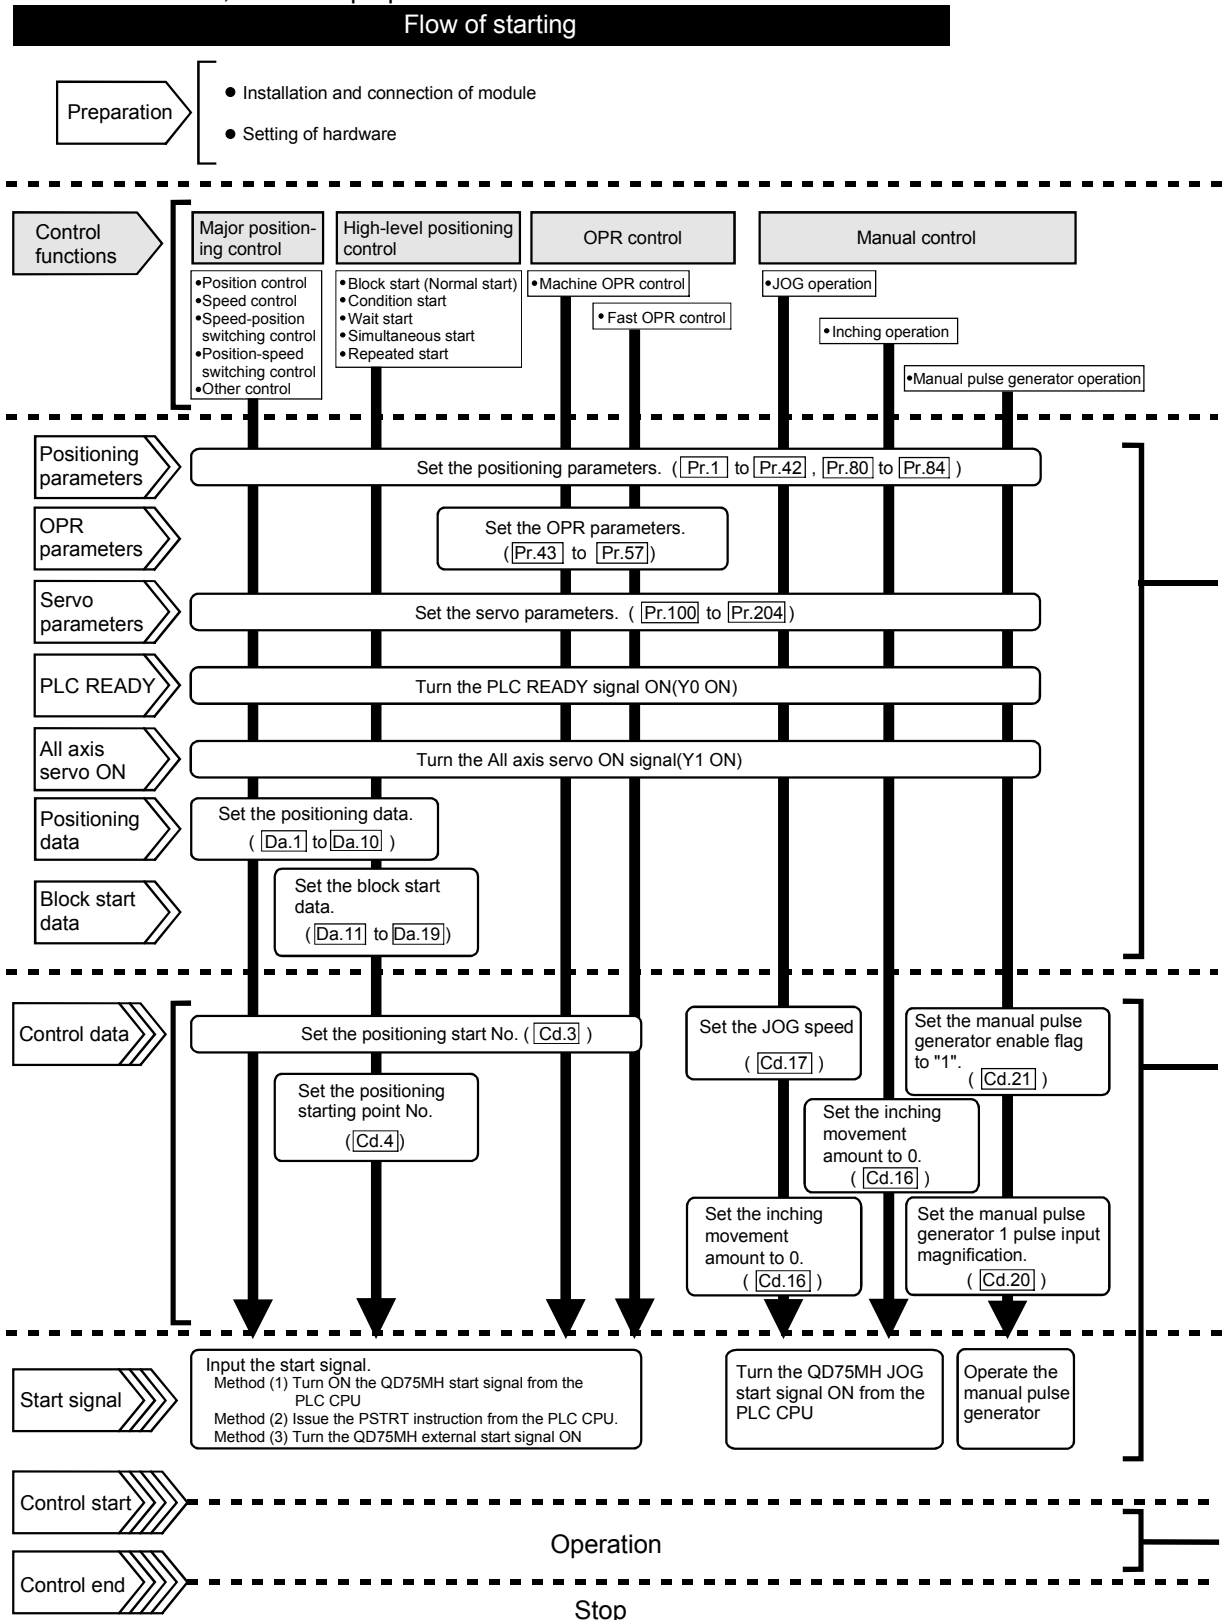 Flow of starting
Preparation
● Installation and connection of module
● Setting of hardware
Control
functions
Major position-
ing control
High-level positioning
control
OPR control
Manual control
•Position control
•Speed control
•Speed-position
switching control
•Position-speed
switching control
•Other control
•Block start (Normal start)
•Condition start
•Wait start
•Simultaneous start
•Repeated start
•Machine OPR control
•Fast OPR control
•JOG operation
•Inching operation
•Manual pulse generator operation
Positioning
parameters
Set the positioning parameters. ( Pr.1 to Pr.42 , Pr.80 to Pr.84 )
OPR
parameters
Set the OPR parameters.
( Pr.43 to Pr.57 )
Servo
parameters
Set the servo parameters. ( Pr.100 to Pr.204 )
PLC READY
Turn the PLC READY signal ON(Y0 ON)
All axis
servo ON
Turn the All axis servo ON signal(Y1 ON)
Positioning
data
Set the positioning data.
( Da.1 to Da.10 )
Block start
data
Set the block start
data.
( Da.11 to Da.19 )
Control data
Set the positioning start No. ( Cd.3 )
Set the positioning
starting point No.
( Cd.4 )
Set the JOG speed
( Cd.17 )
Set the manual pulse
generator enable flag
to "1".
( Cd.21 )
Set the inching
movement
amount to 0.
( Cd.16 )
Set the inching
movement
amount to 0.
( Cd.16 )
Set the manual pulse
generator 1 pulse input
magnification.
( Cd.20 )
Start signal
Input the start signal.
Method (1) Turn ON the QD75MH start signal from the
PLC CPU
Method (2) Issue the PSTRT instruction from the PLC CPU.
Method (3) Turn the QD75MH external start signal ON
Turn the QD75MH JOG
start signal ON from the
PLC CPU
Operate the
manual pulse
generator
Control start
Operation
Control end
Stop